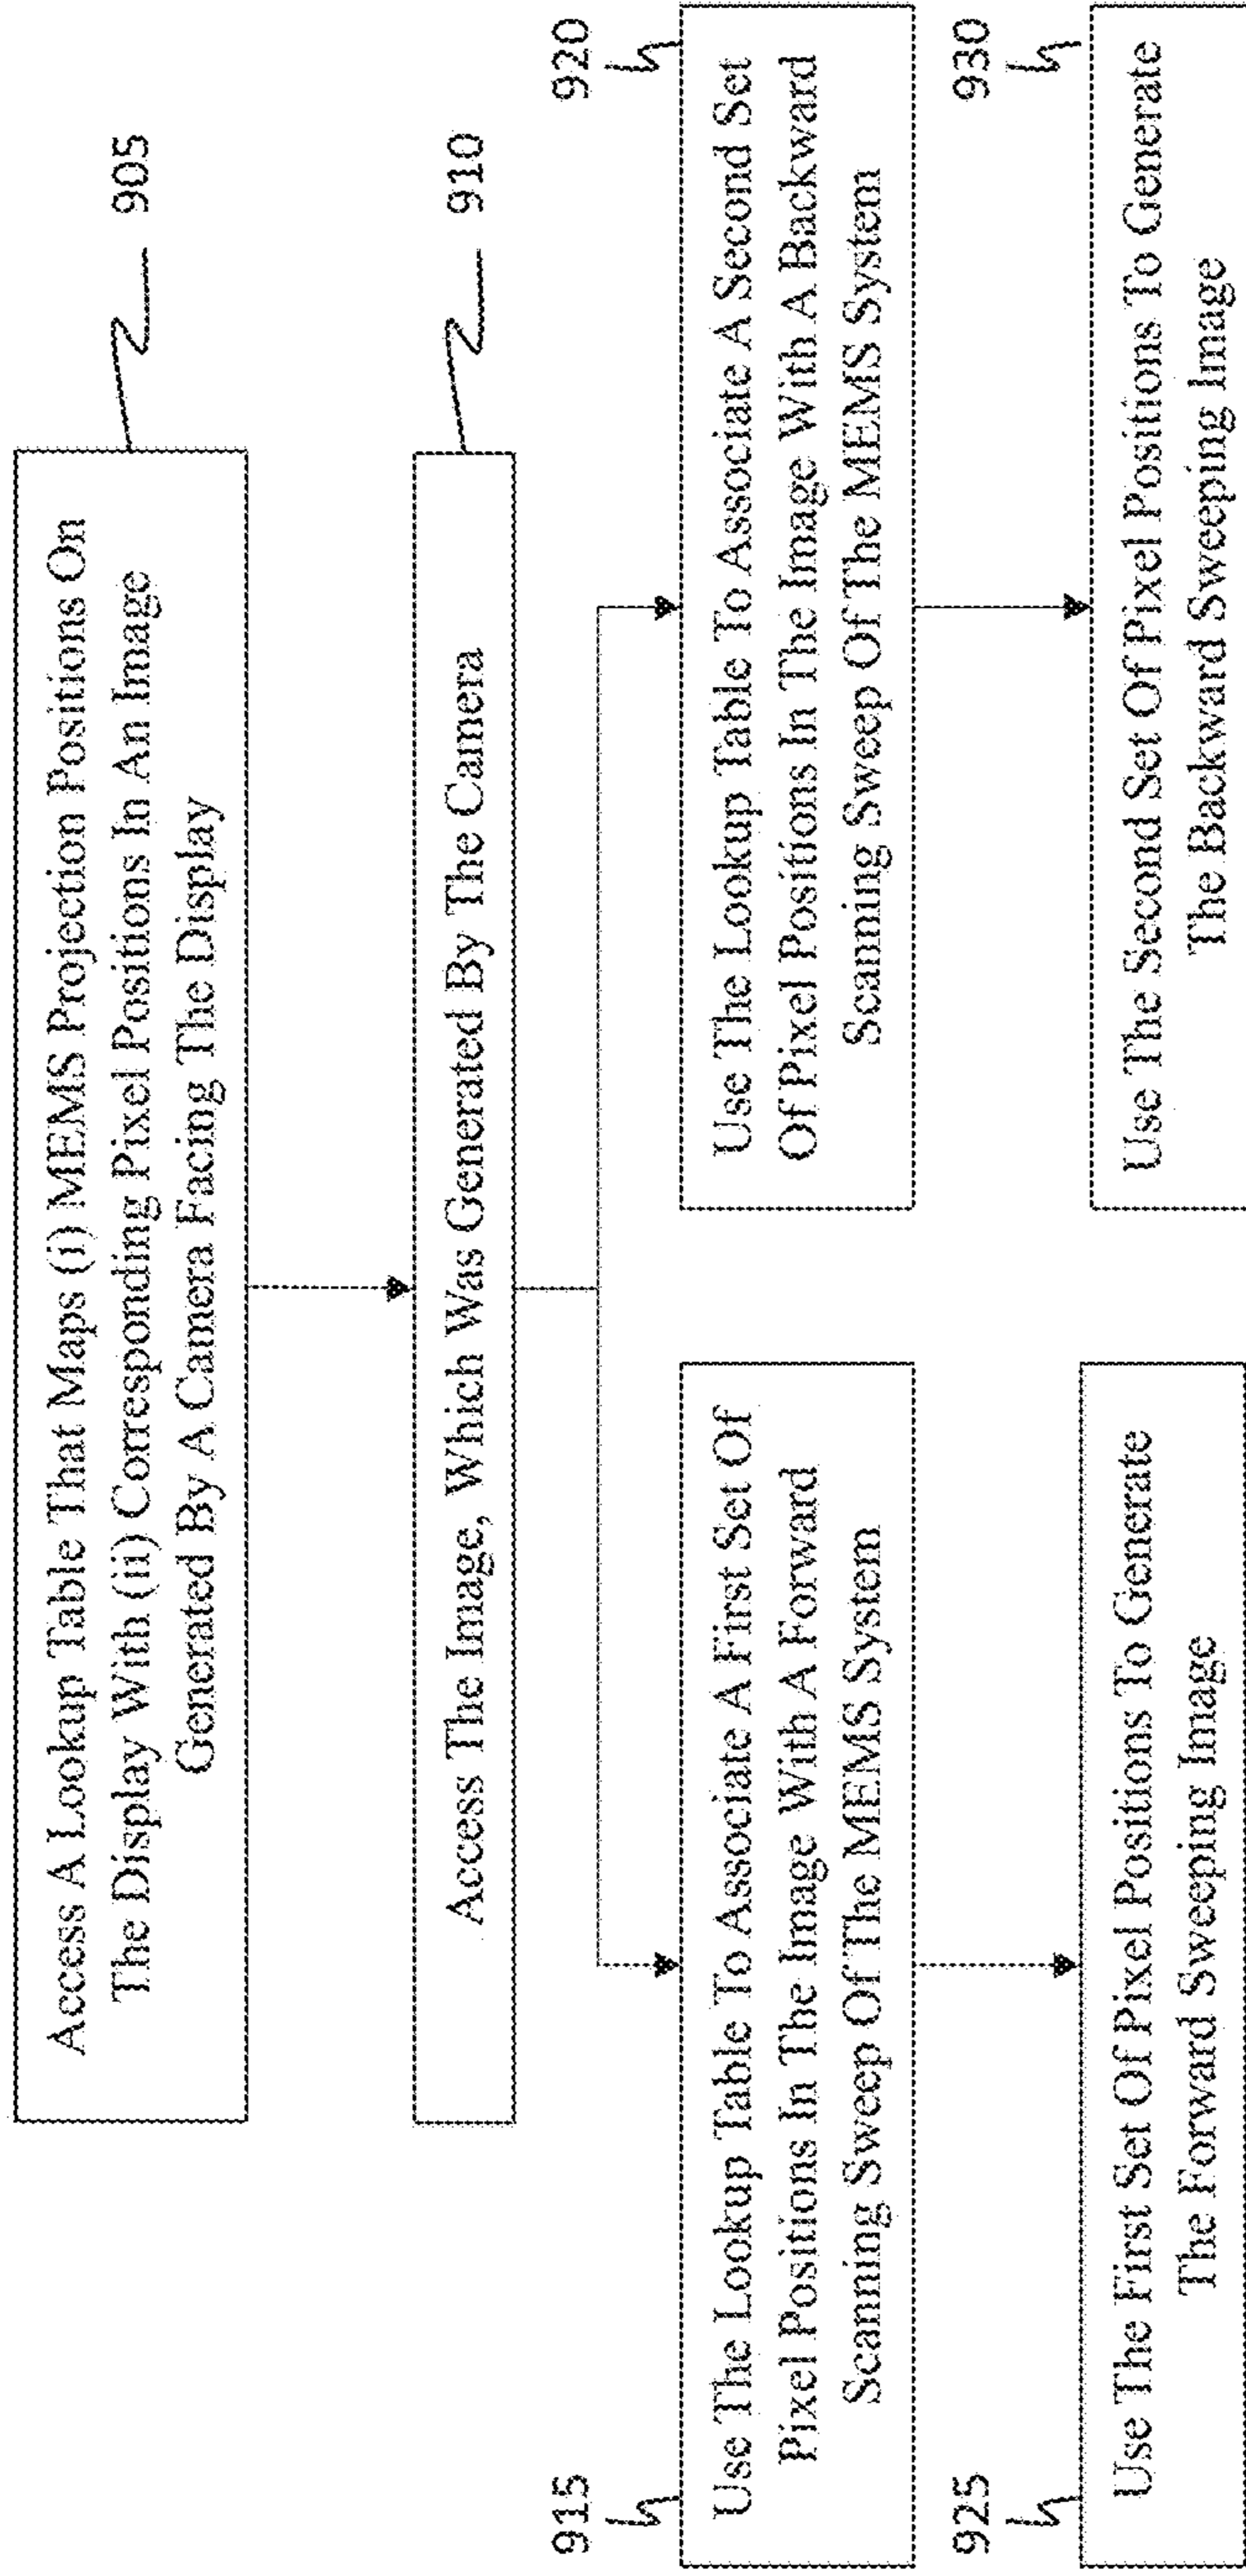 Access A Lookup Table That Maps (i) MEMS Projection Positions On
The Display With (ii) Corresponding Pixel Positions In An Image
Generated By A Camera Facing The Display
905
Access The Image, Which Was Generated By The Camera
910
915
Use The Lookup Table To Associate A First Set Of
Pixel Positions In The Image With A Forward
Scanning Sweep Of The MEMS System
920
Use The Lookup Table To Associate A Second Set
Of Pixel Positions In The Image With A Backward
Scanning Sweep Of The MEMS System
925
Use The First Set Of Pixel Positions To Generate
The Forward Sweeping Image
930
Use The Second Set Of Pixel Positions To Generate
The Backward Sweeping Image